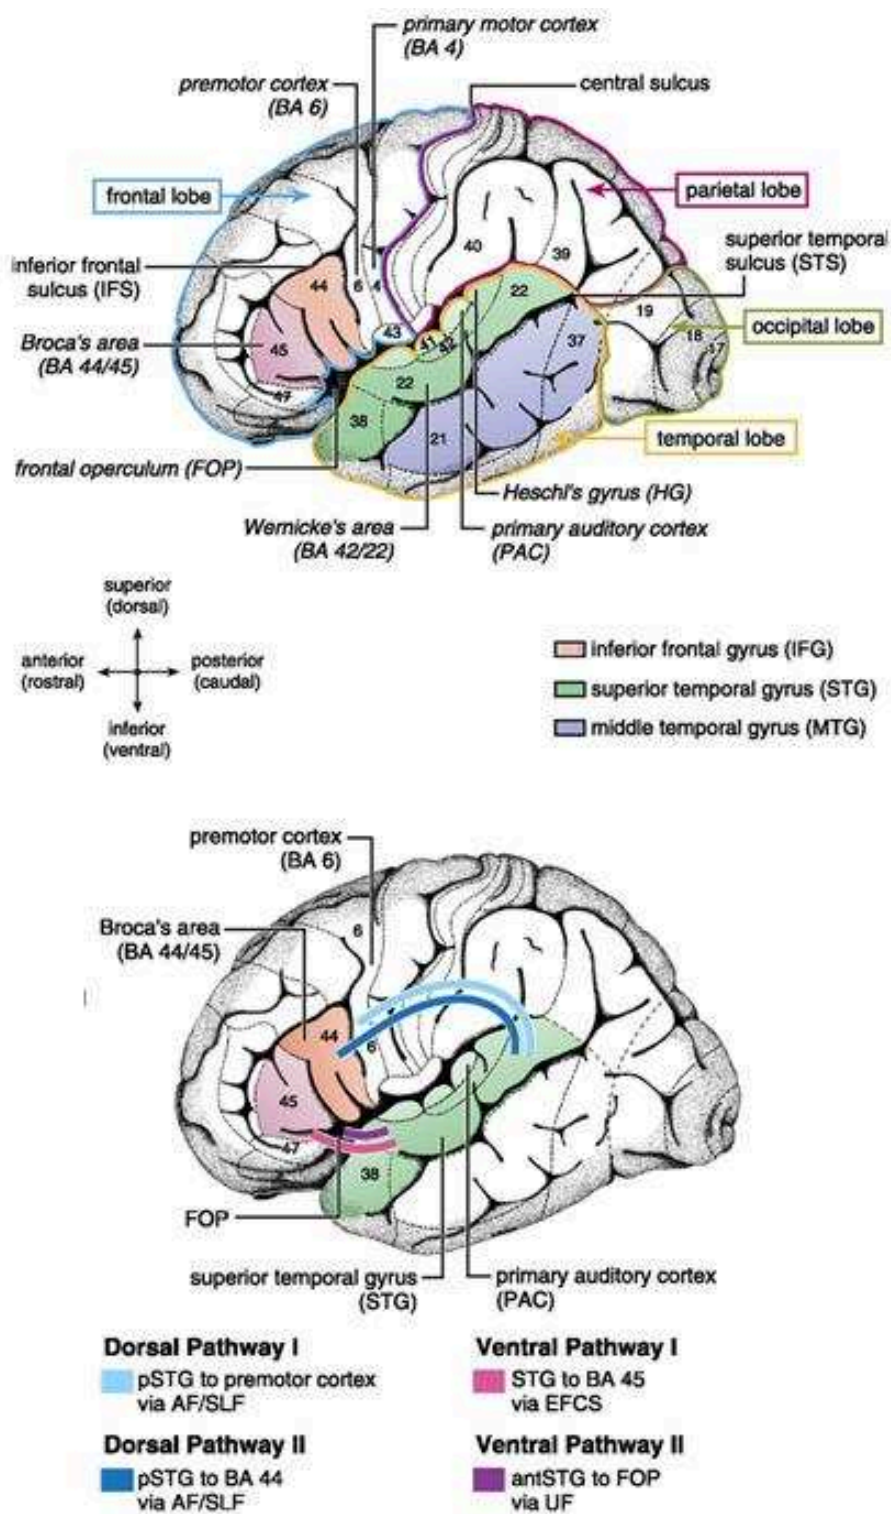 primary motor cortex
(BA 4)
premotor cortex
(BA 6)
central sulcus
frontal lobe
parietal lobe
inferior frontal
sulcus (IFS)
superior temporal
sulcus (STS)
Broca's area
(BA 44/45)
occipital lobe
44
6
4
40
39
22
19
18
17
43
41
42
45
37
22
47
38
21
temporal lobe
frontal operculum (FOP)
Heschl's gyrus (HG)
Wernicke's area
(BA 42/22)
primary auditory cortex
(PAC)
superior
(dorsal)
anterior
(rostral)
posterior
(caudal)
inferior
(ventral)
inferior frontal gyrus (IFG)
superior temporal gyrus (STG)
middle temporal gyrus (MTG)
premotor cortex
(BA 6)
Broca's area
(BA 44/45)
6
44
6
45
47
38
FOP
superior temporal gyrus
(STG)
primary auditory cortex
(PAC)
Dorsal Pathway I
pSTG to premotor cortex
via AF/SLF
Ventral Pathway I
STG to BA 45
via EFCS
Dorsal Pathway II
pSTG to BA 44
via AF/SLF
Ventral Pathway II
antSTG to FOP
via UF